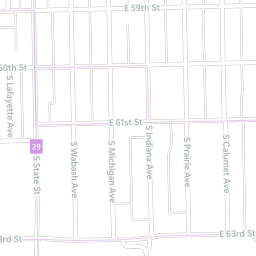 E 59th St
60th St
S Lafayette Ave
E 61st St
29
S State St
S Wabash Ave
S Michigan Ave
S Indiana Ave
S Prairie Ave
S Calumet Ave
3rd St
E 63rd St